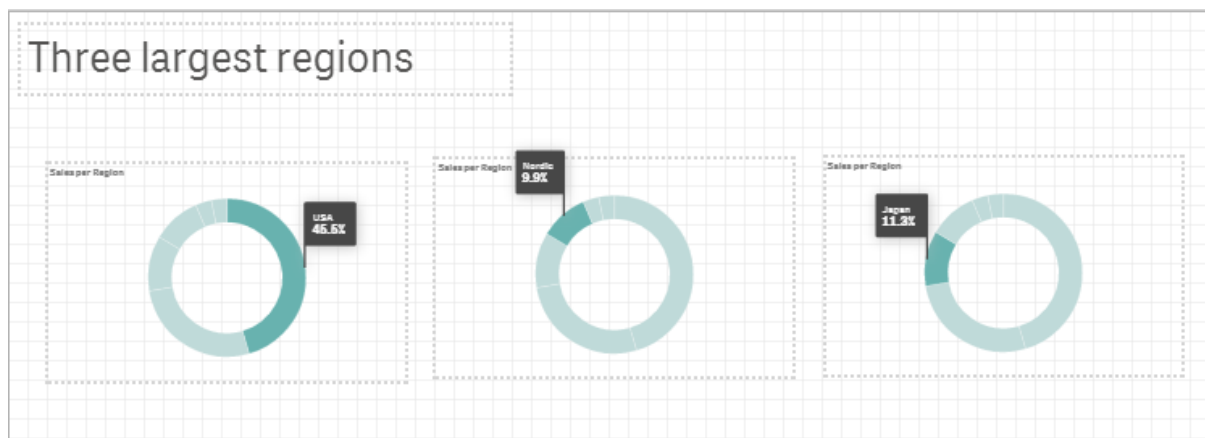 Three largest regions
Sales per Region
USA
45.5%
Sales per Region
Nordic
9.9%
Sales per Region
Japan
11.3%